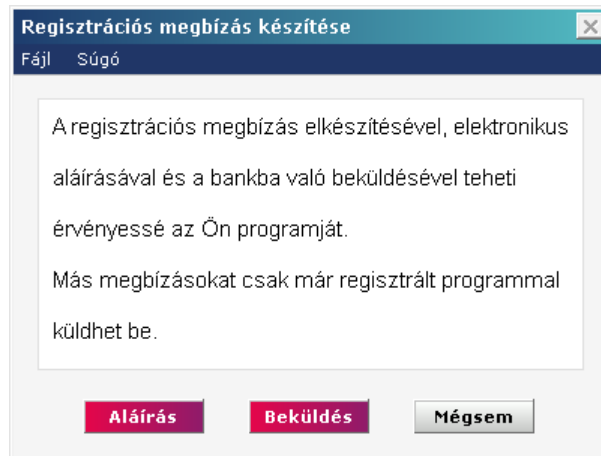 Regisztrációs megbízás készítése
Fájl Súgó
A regisztrációs megbízás elkészítésével, elektronikus
aláírásával és a bankba való beküldésével teheti
érvényessé az Ön programját.
Más megbízásokat csak már regisztrált programmal
küldhet be.
Aláírás Beküldés Mégsem